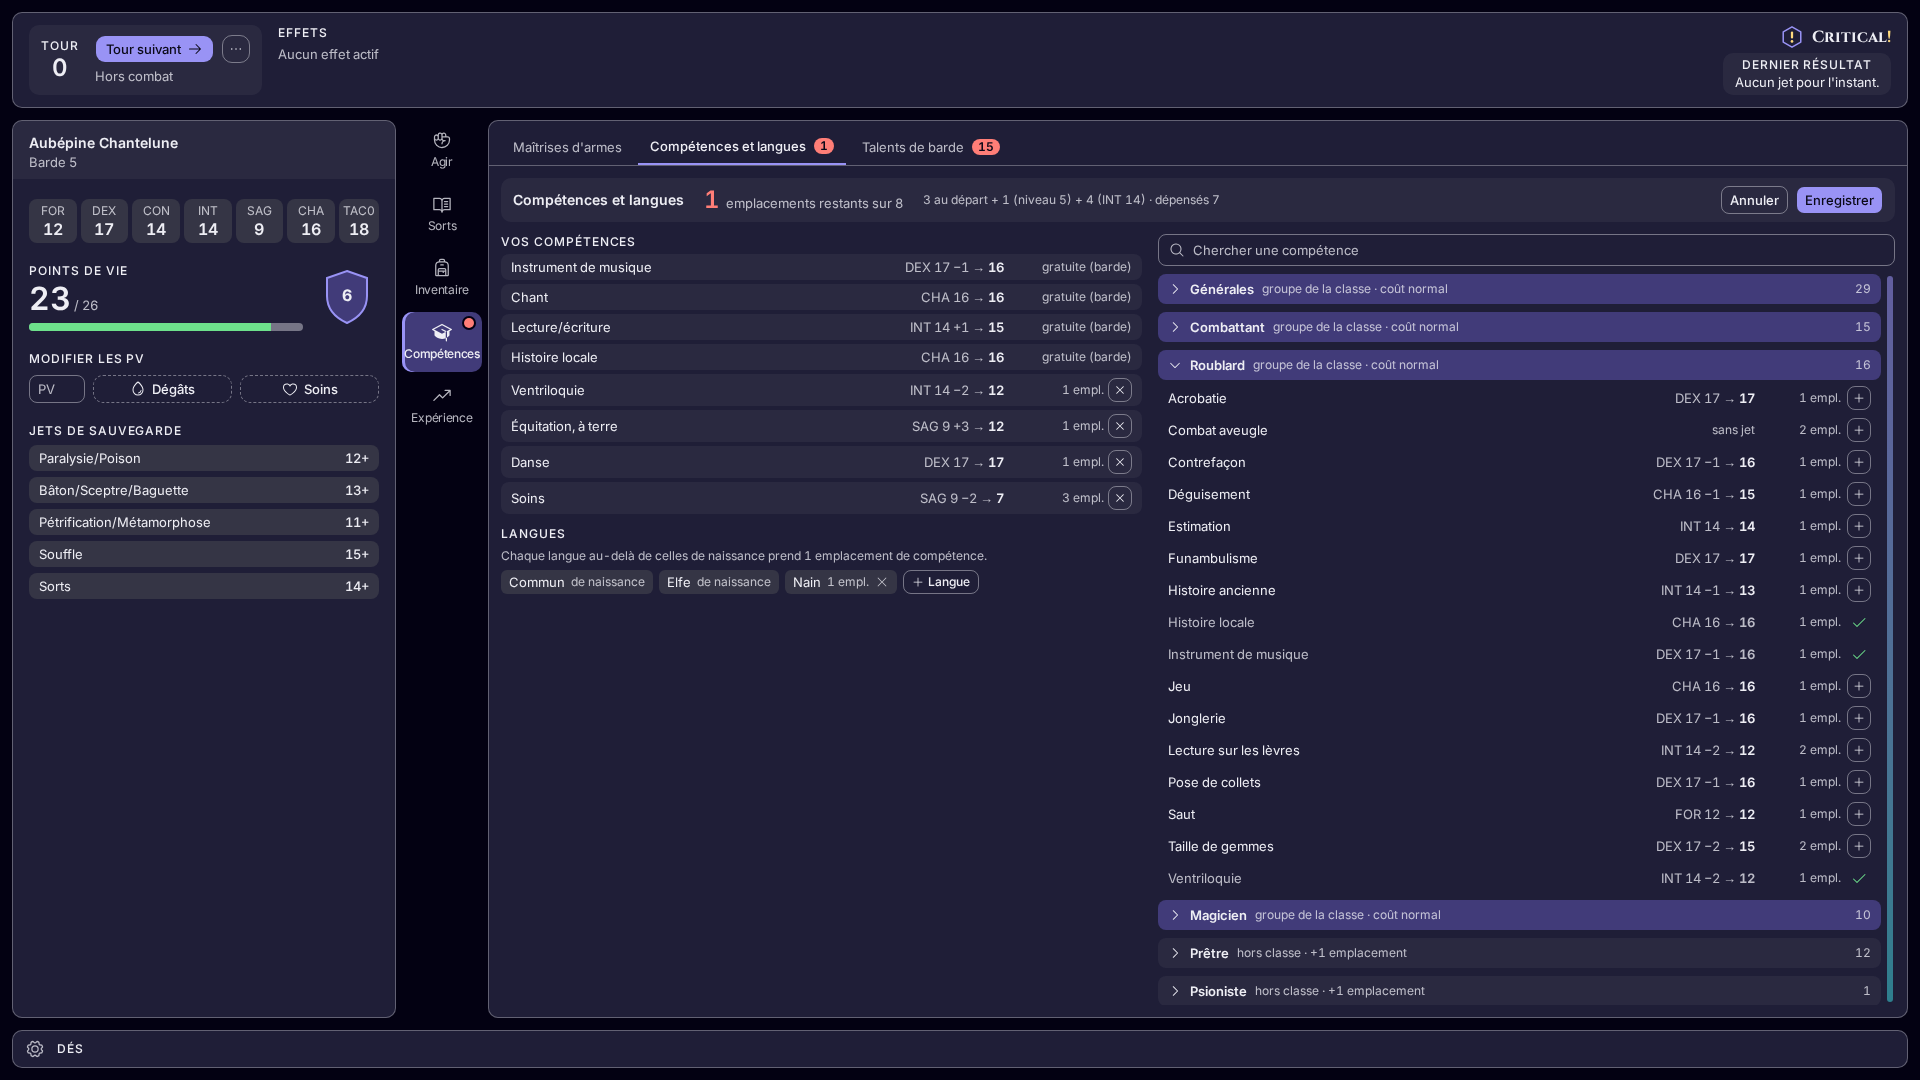 TOUR
0
Tour suivant →
...
Hors combat
EFFETS
Aucun effet actif
CRITICAL!
DERNIER RÉSULTAT
Aucun jet pour l'instant.
Aubépine Chantelune
Barde 5
FOR 12 DEX 17 CON 14 INT 14 SAG 9 CHA 16 TAC0 18
POINTS DE VIE
23 / 26
6
MODIFIER LES PV
PV Dégâts Soins
JETS DE SAUVEGARDE
Paralysie/Poison 12+
Bâton/Sceptre/Baguette 13+
Pétrification/Métamorphose 11+
Souffle 15+
Sorts 14+
Agir
Sorts
Inventaire
Compétences
Expérience
Maîtrises d'armes Compétences et langues 1 Talents de barde 15
Compétences et langues 1 emplacements restants sur 8 3 au départ + 1 (niveau 5) + 4 (INT 14) · dépensés 7 Annuler Enregistrer
VOS COMPÉTENCES
Instrument de musique DEX 17 −1 → 16 gratuite (barde)
Chant CHA 16 → 16 gratuite (barde)
Lecture/écriture INT 14 +1 → 15 gratuite (barde)
Histoire locale CHA 16 → 16 gratuite (barde)
Ventriloquie INT 14 −2 → 12 1 empl.
Équitation, à terre SAG 9 +3 → 12 1 empl.
Danse DEX 17 → 17 1 empl.
Soins SAG 9 −2 → 7 3 empl.
LANGUES
Chaque langue au-delà de celles de naissance prend 1 emplacement de compétence.
Commun de naissance Elfe de naissance Nain 1 empl. × + Langue
Chercher une compétence
Générales groupe de la classe · coût normal 29
Combattant groupe de la classe · coût normal 15
Roublard groupe de la classe · coût normal 16
Acrobatie DEX 17 → 17 1 empl.
Combat aveugle sans jet 2 empl.
Contrefaçon DEX 17 −1 → 16 1 empl.
Déguisement CHA 16 −1 → 15 1 empl.
Estimation INT 14 → 14 1 empl.
Funambulisme DEX 17 → 17 1 empl.
Histoire ancienne INT 14 −1 → 13 1 empl.
Histoire locale CHA 16 → 16 1 empl.
Instrument de musique DEX 17 −1 → 16 1 empl.
Jeu CHA 16 → 16 1 empl.
Jonglerie DEX 17 −1 → 16 1 empl.
Lecture sur les lèvres INT 14 −2 → 12 2 empl.
Pose de collets DEX 17 −1 → 16 1 empl.
Saut FOR 12 → 12 1 empl.
Taille de gemmes DEX 17 −2 → 15 2 empl.
Ventriloquie INT 14 −2 → 12 1 empl.
Magicien groupe de la classe · coût normal 10
Prêtre hors classe · +1 emplacement 12
Psioniste hors classe · +1 emplacement 1
DÉS